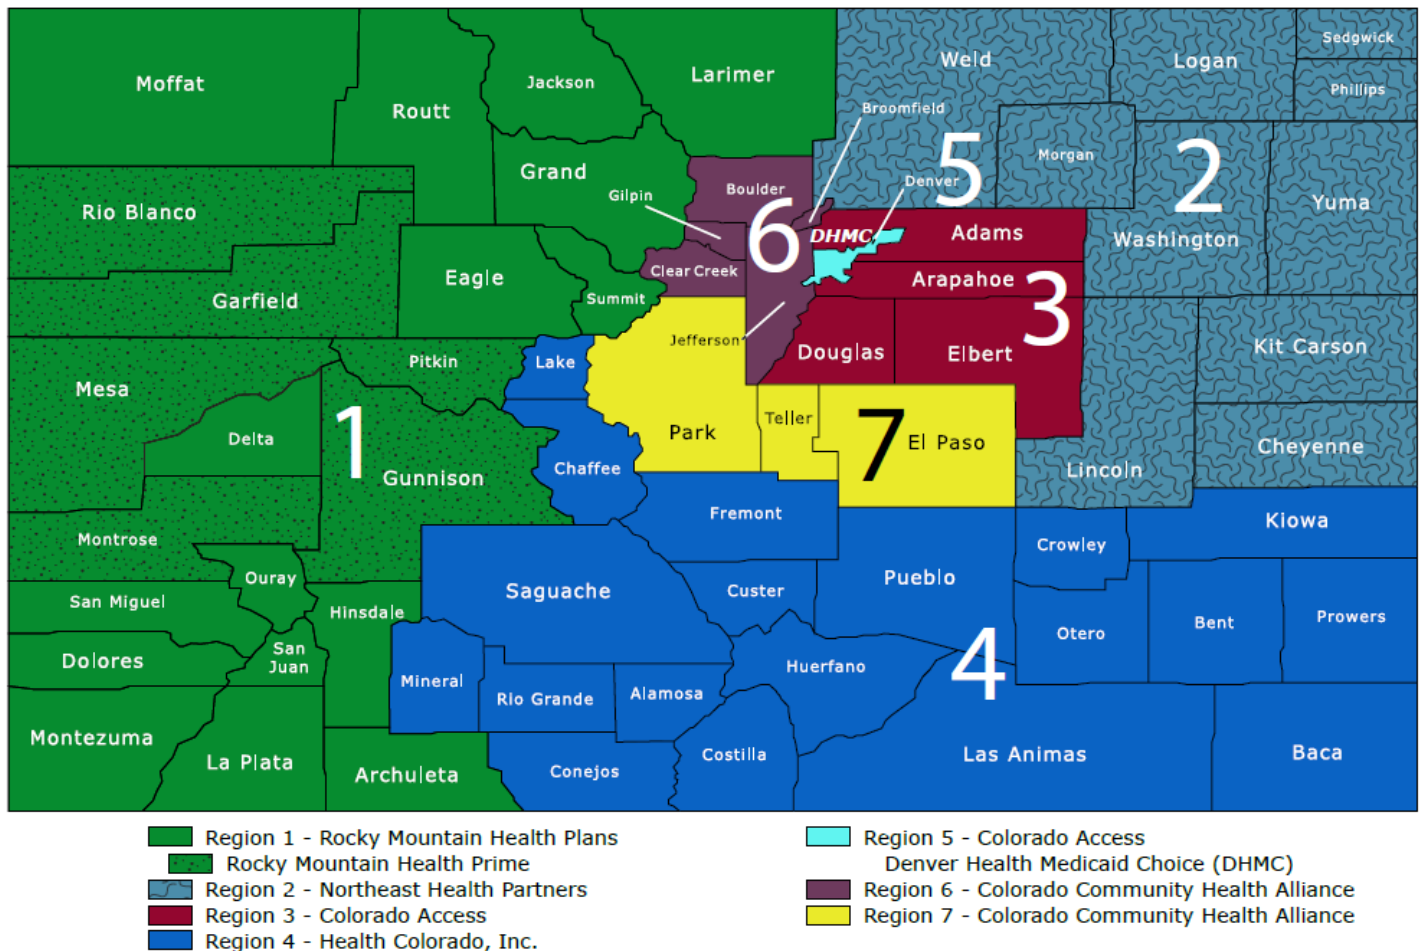 Moffat
Routt
Jackson
Larimer
Weld
Logan
Sedgwick
Phillips
Broomfield
Morgan
5
2
Denver
Grand
Gilpin
Boulder
Rio Blanco
Yuma
6
DHMC
Adams
Washington
Eagle
Clear Creek
Arapahoe
Garfield
Summit
3
Jefferson
Douglas
Elbert
Kit Carson
Pitkin
Lake
Mesa
1
Delta
Park
Teller
7
El Paso
Cheyenne
Gunnison
Chaffee
Lincoln
Fremont
Kiowa
Montrose
Crowley
Ouray
Saguache
Custer
Pueblo
San Miguel
Hinsdale
Otero
Bent
Prowers
Dolores
San
Juan
Mineral
Rio Grande
Alamosa
Huerfano
4
Montezuma
La Plata
Archuleta
Conejos
Costilla
Las Animas
Baca
Region 1 - Rocky Mountain Health Plans
Rocky Mountain Health Prime
Region 2 - Northeast Health Partners
Region 3 - Colorado Access
Region 4 - Health Colorado, Inc.
Region 5 - Colorado Access
Denver Health Medicaid Choice (DHMC)
Region 6 - Colorado Community Health Alliance
Region 7 - Colorado Community Health Alliance